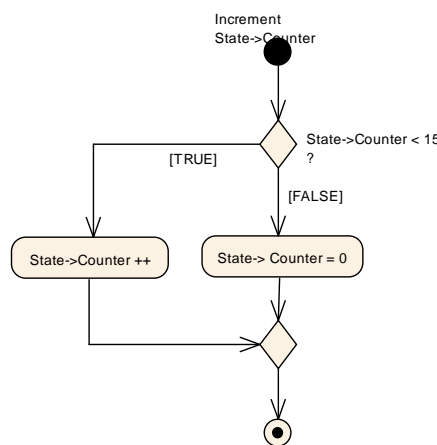 Increment
State->Counter
State->Counter < 15
?
[TRUE]
[FALSE]
State->Counter ++
State-> Counter = 0